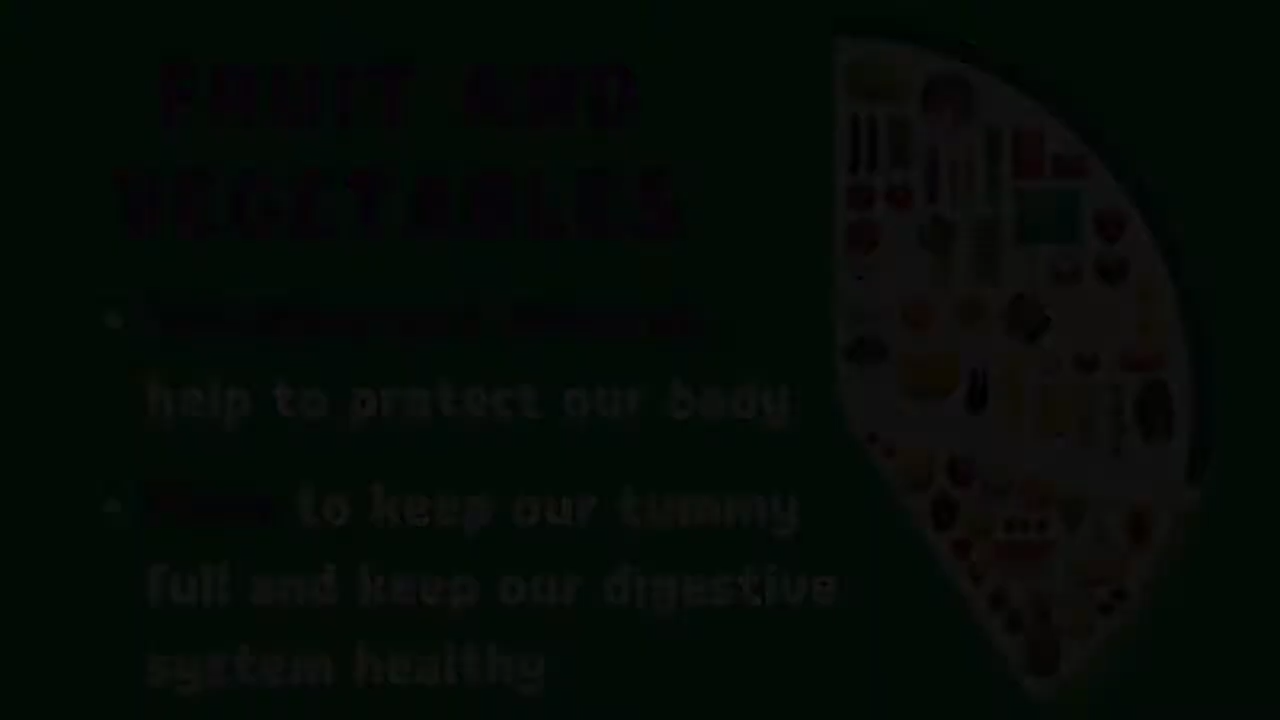 FRUIT AND
VEGETABLES
help to protect our body
to keep our tummy
full and keep our digestive
system healthy